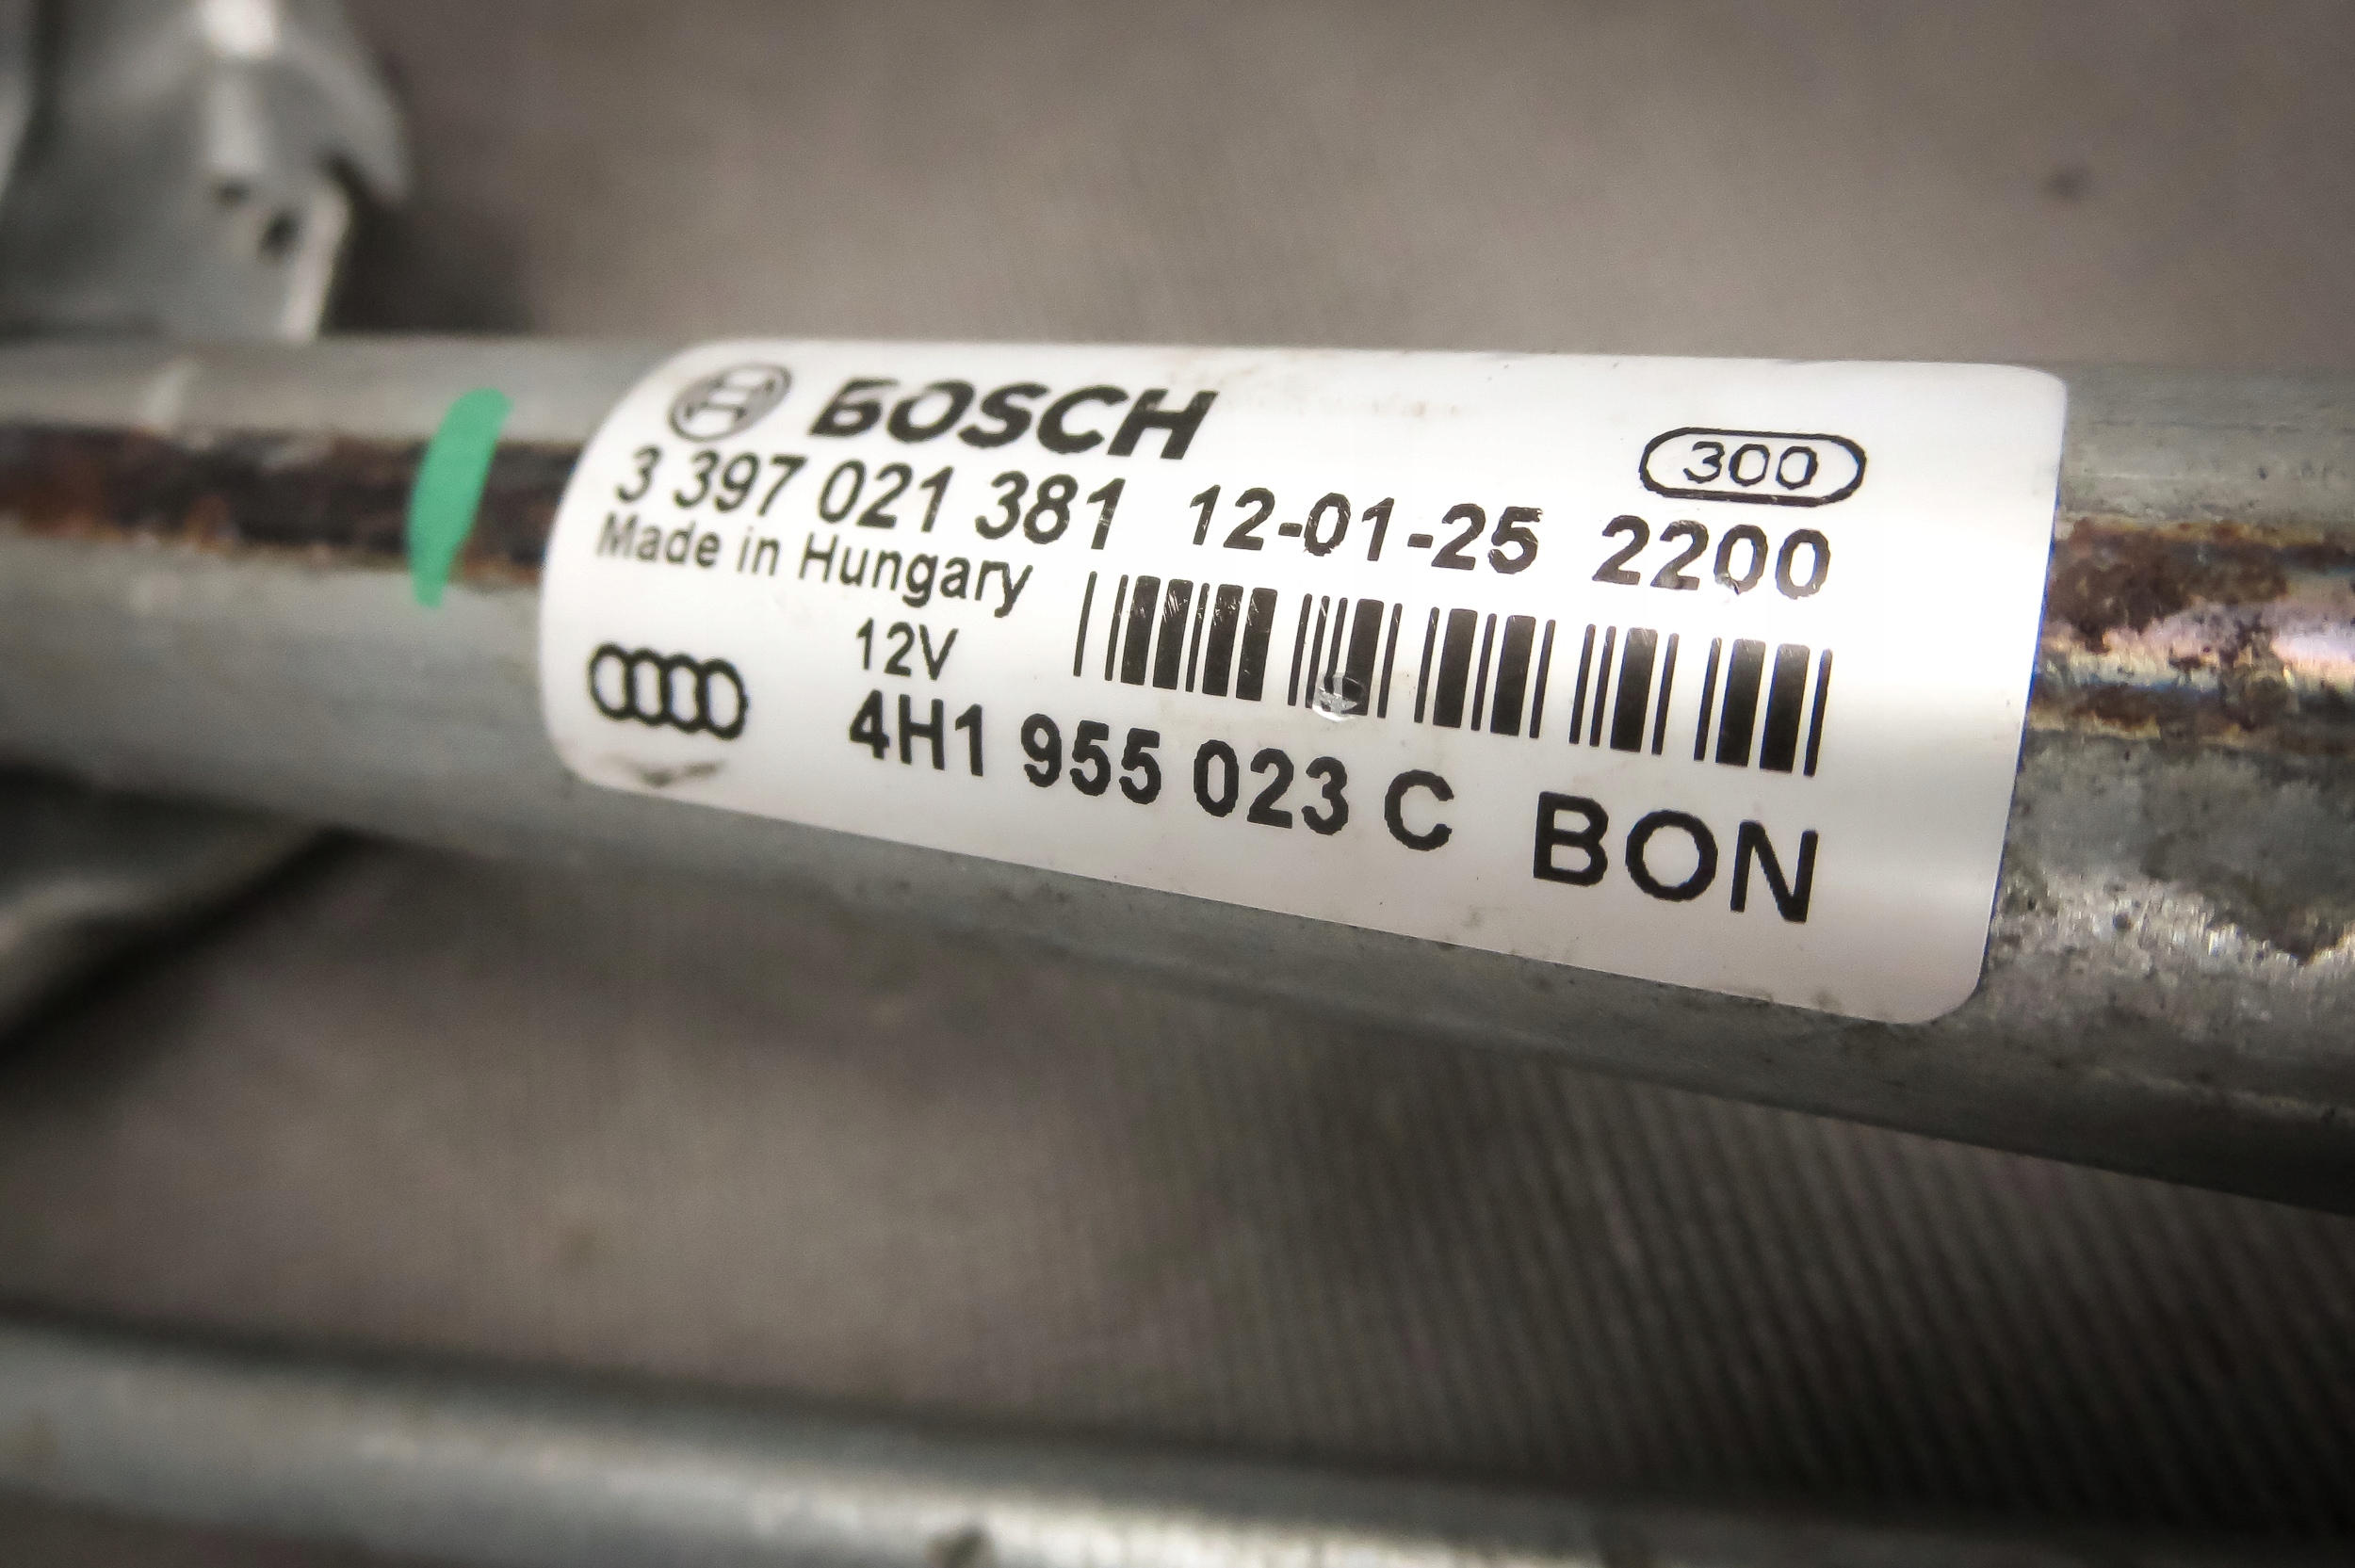 BOSCH
300
3 397 021 381 12-01-25 2200
Made in Hungary
12V
4H1 955 023 C BON